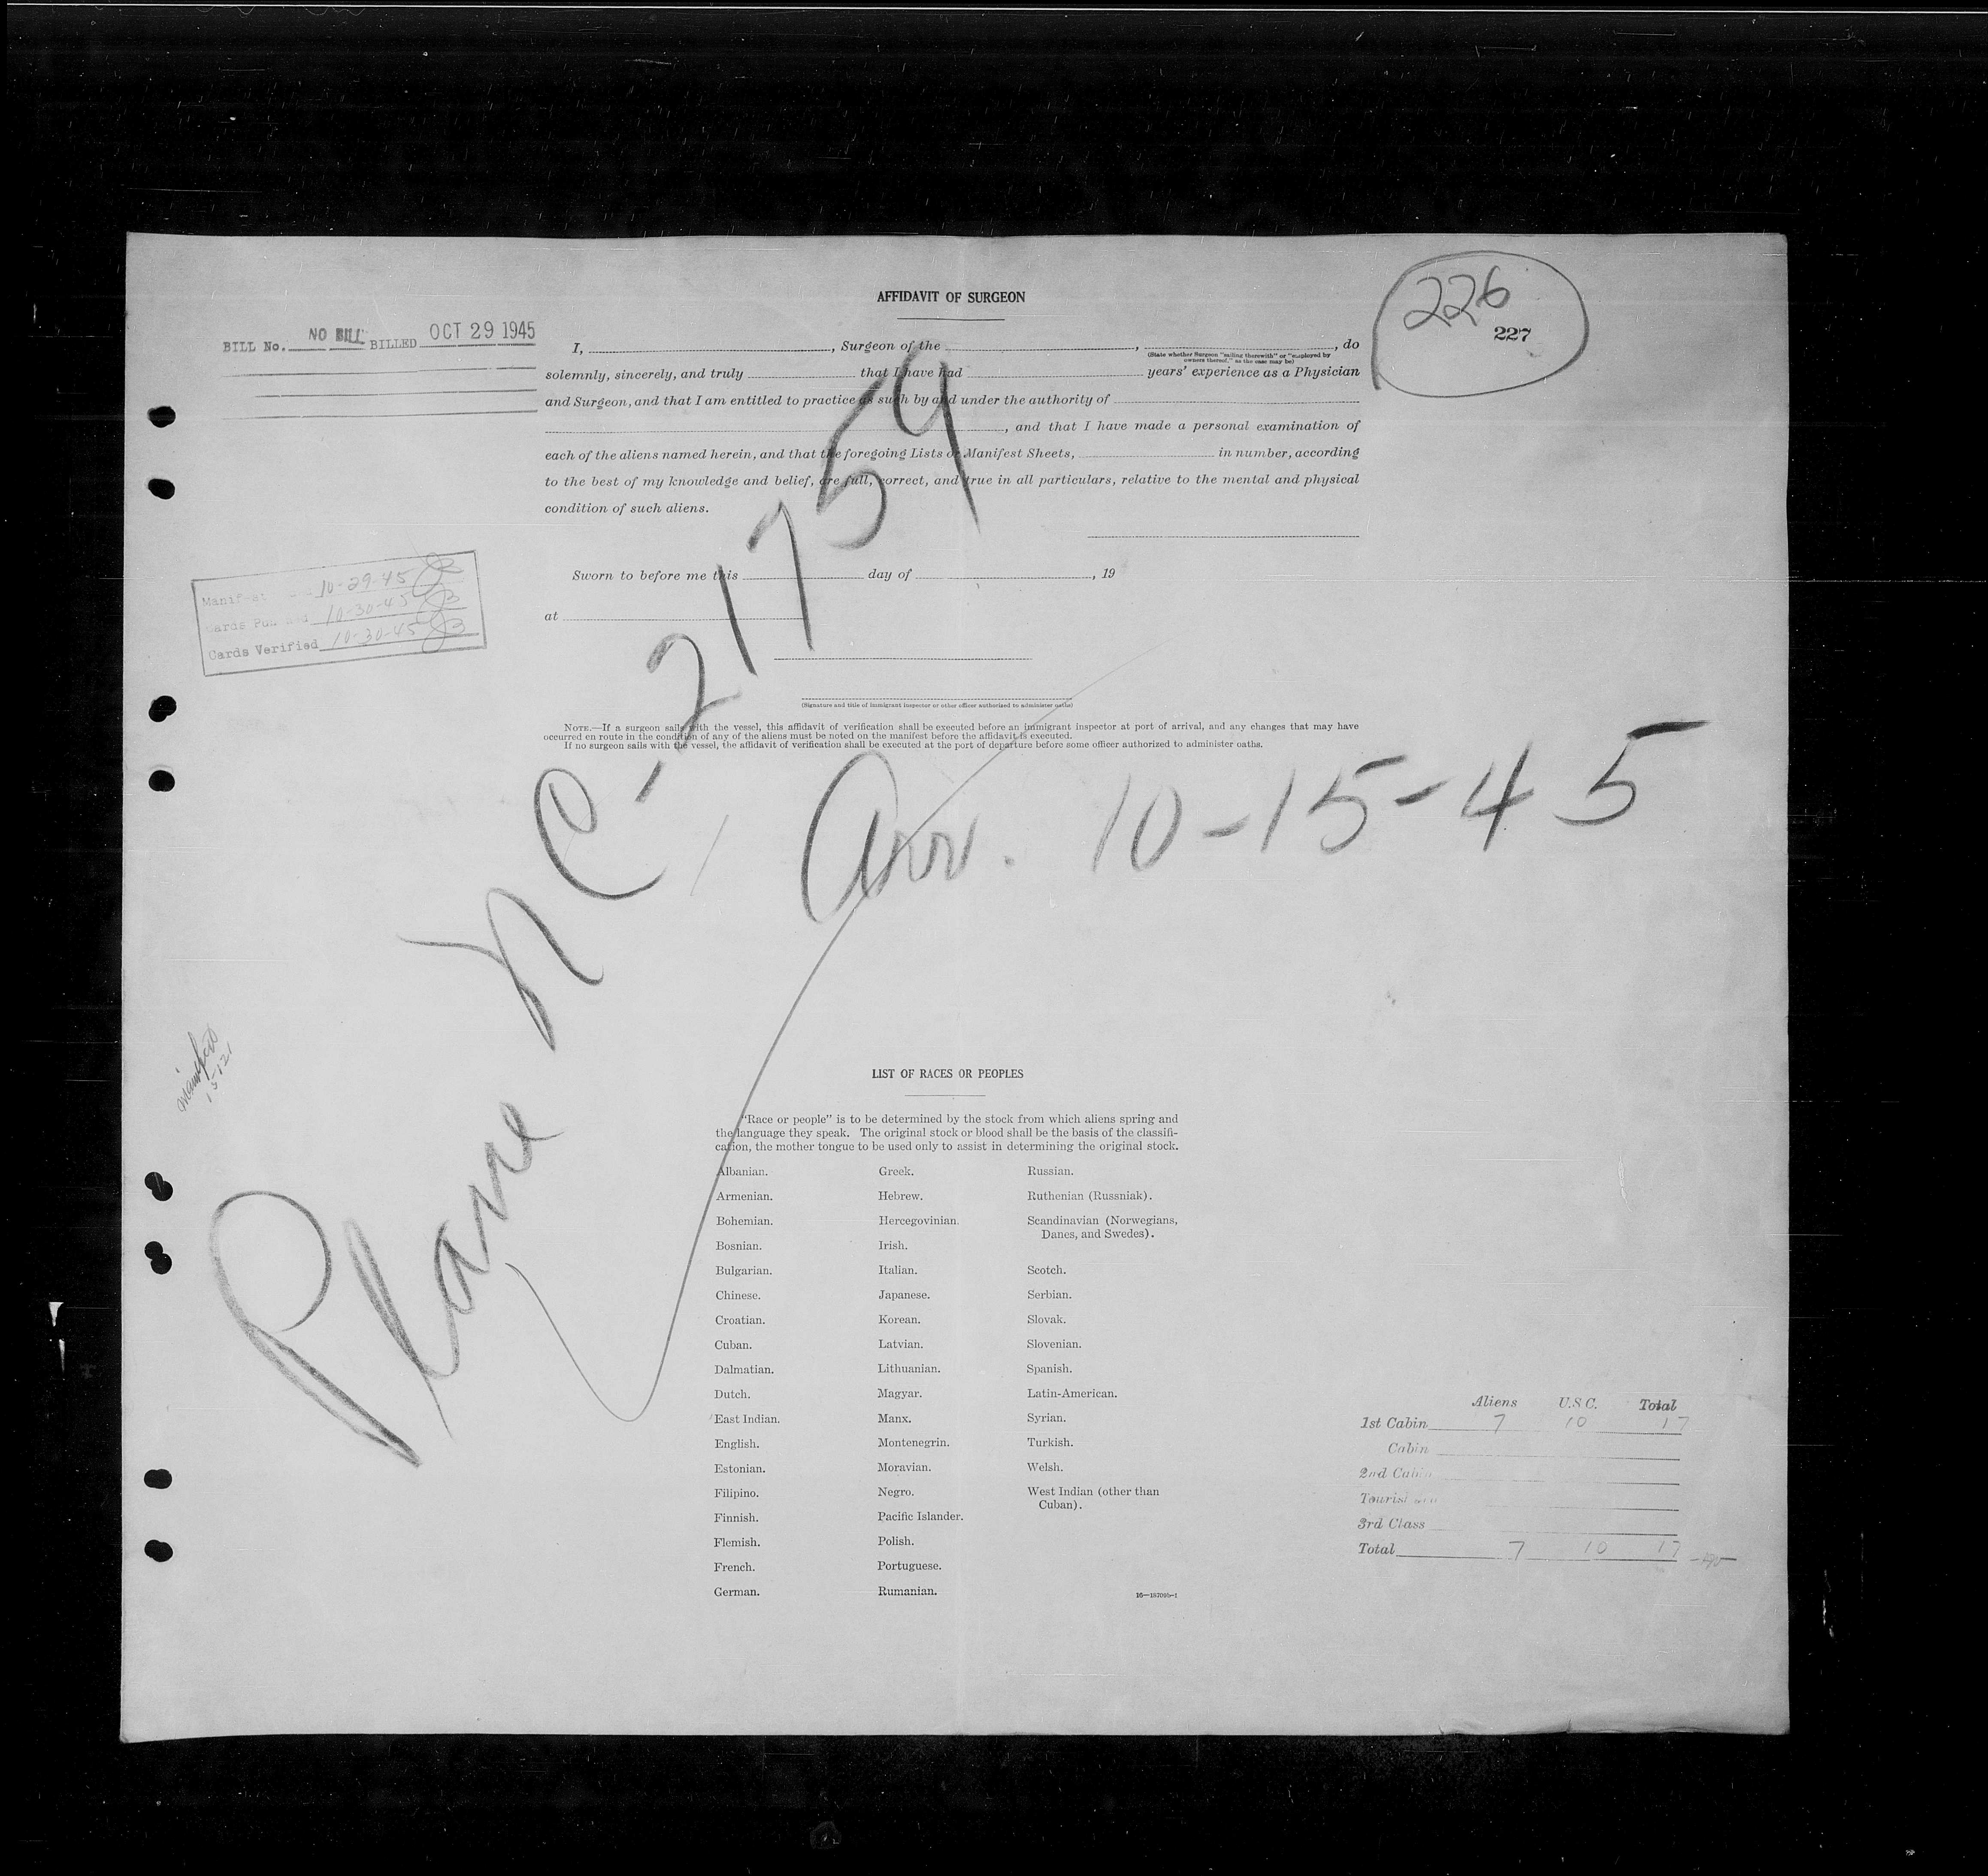 AFFIDAVIT OF SURGEON
226
227
BILL No. NO BILL BILLED OCT 29 1945
I, , Surgeon of the , , do
(State whether Surgeon "sailing therewith" or "employed by
owners thereof," as the case may be)
solemnly, sincerely, and truly that I have had years' experience as a Physician
and Surgeon, and that I am entitled to practice as such by and under the authority of
, and that I have made a personal examination of
each of the aliens named herein, and that the foregoing Lists or Manifest Sheets, in number, according
to the best of my knowledge and belief, are full, correct, and true in all particulars, relative to the mental and physical
condition of such aliens.
Manifest 10-29-45
Cards 10-30-45
Cards Verified 10-30-45
Sworn to before me this day of , 19
at
(Signature and title of immigrant inspector or other officer authorized to administer oaths)
NOTE.—If a surgeon sails with the vessel, this affidavit of verification shall be executed before an immigrant inspector at port of arrival, and any changes that may have
occurred en route in the condition of any of the aliens must be noted on the manifest before the affidavit is executed.
If no surgeon sails with the vessel, the affidavit of verification shall be executed at the port of departure before some officer authorized to administer oaths.
Plane NC-21759
Arr. 10-15-45
LIST OF RACES OR PEOPLES
"Race or people" is to be determined by the stock from which aliens spring and
the language they speak. The original stock or blood shall be the basis of the classifi-
cation, the mother tongue to be used only to assist in determining the original stock.
Albanian.
Armenian.
Bohemian.
Bosnian.
Bulgarian.
Chinese.
Croatian.
Cuban.
Dalmatian.
Dutch.
East Indian.
English.
Estonian.
Filipino.
Finnish.
Flemish.
French.
German.
Greek.
Hebrew.
Hercegovinian.
Irish.
Italian.
Japanese.
Korean.
Latvian.
Lithuanian.
Magyar.
Manx.
Montenegrin.
Moravian.
Negro.
Pacific Islander.
Polish.
Portuguese.
Rumanian.
Russian.
Ruthenian (Russniak).
Scandinavian (Norwegians,
Danes, and Swedes).
Scotch.
Serbian.
Slovak.
Slovenian.
Spanish.
Latin-American.
Syrian.
Turkish.
Welsh.
West Indian (other than
Cuban).
Aliens U.S.C. Total
1st Cabin 7 10 17
Cabin
2nd Cabin
Tourist
3rd Class
Total 7 10 17